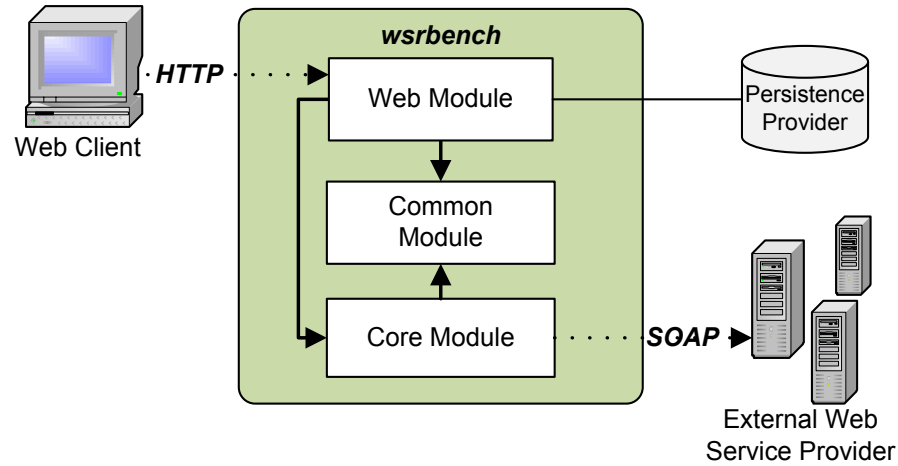 wsrbench
HTTP
Web Client
Web Module
Persistence
Provider
Common
Module
Core Module
SOAP
External Web
Service Provider